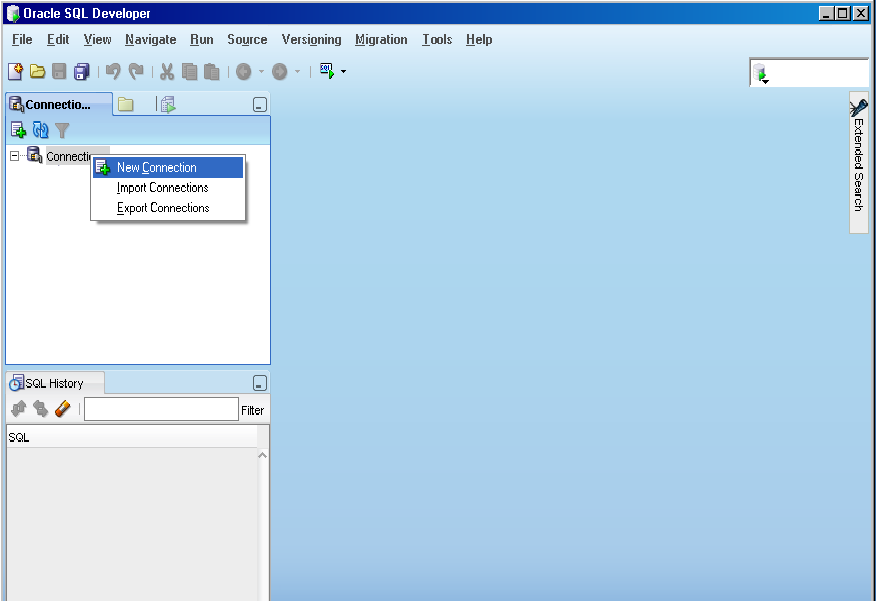 Oracle SQL Developer
File Edit View Navigate Run Source Versioning Migration Tools Help
Connectio...
Extended Search
Connecti
New Connection
Import Connections
Export Connections
SQL History
Filter
SQL